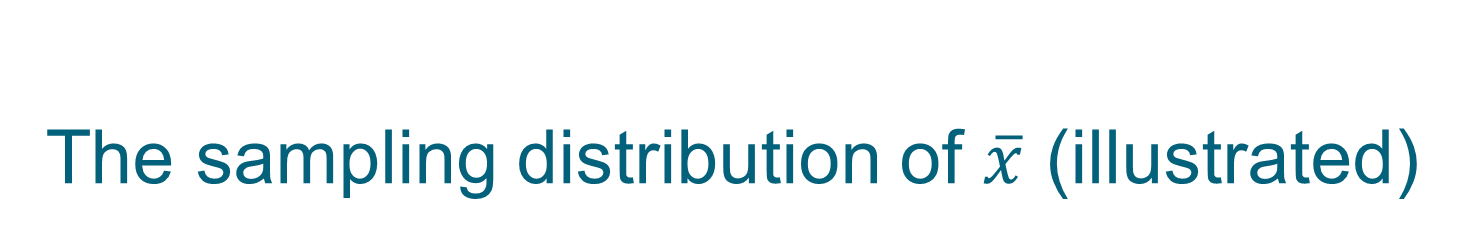 The sampling distribution of x̄ (illustrated)